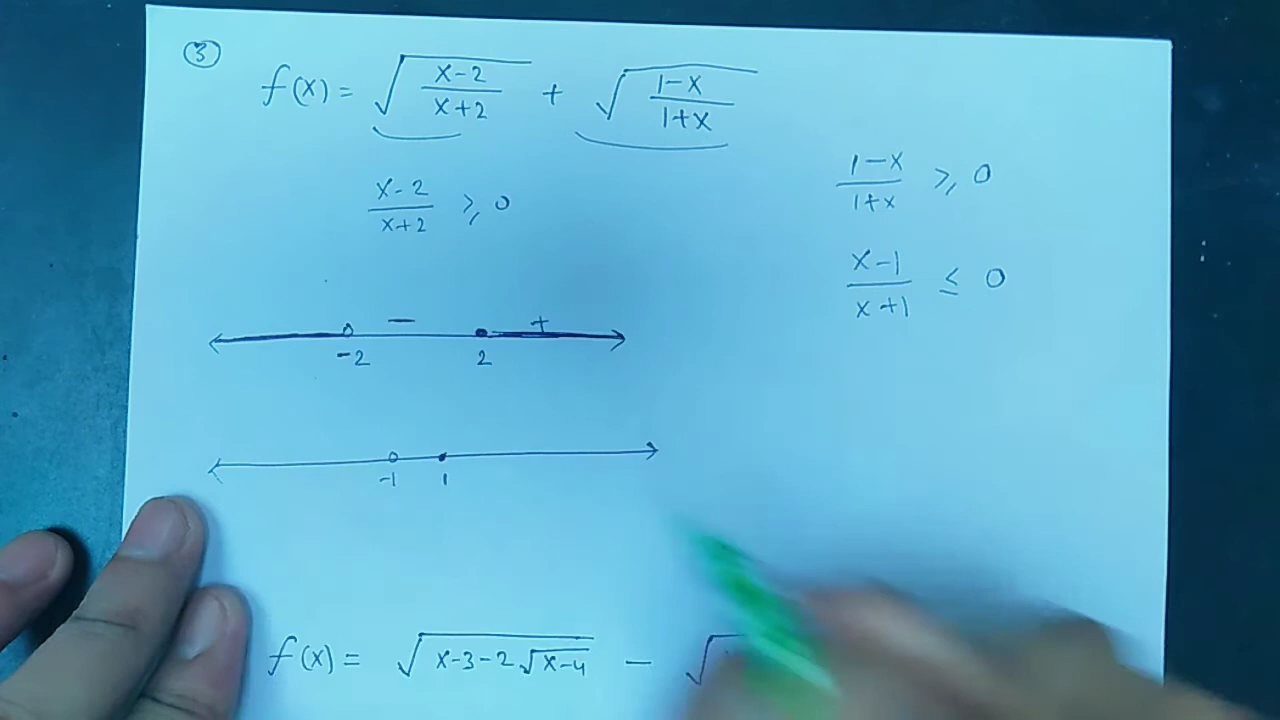 ③
f(x) = √((x-2)/(x+2)) + √((1-x)/(1+x))
(x-2)/(x+2) ≥ 0
(1-x)/(1+x) ≥ 0
(x-1)/(x+1) ≤ 0
− +
-2 2
-1 1
f(x) = √(x-3-2√(x-4)) − √